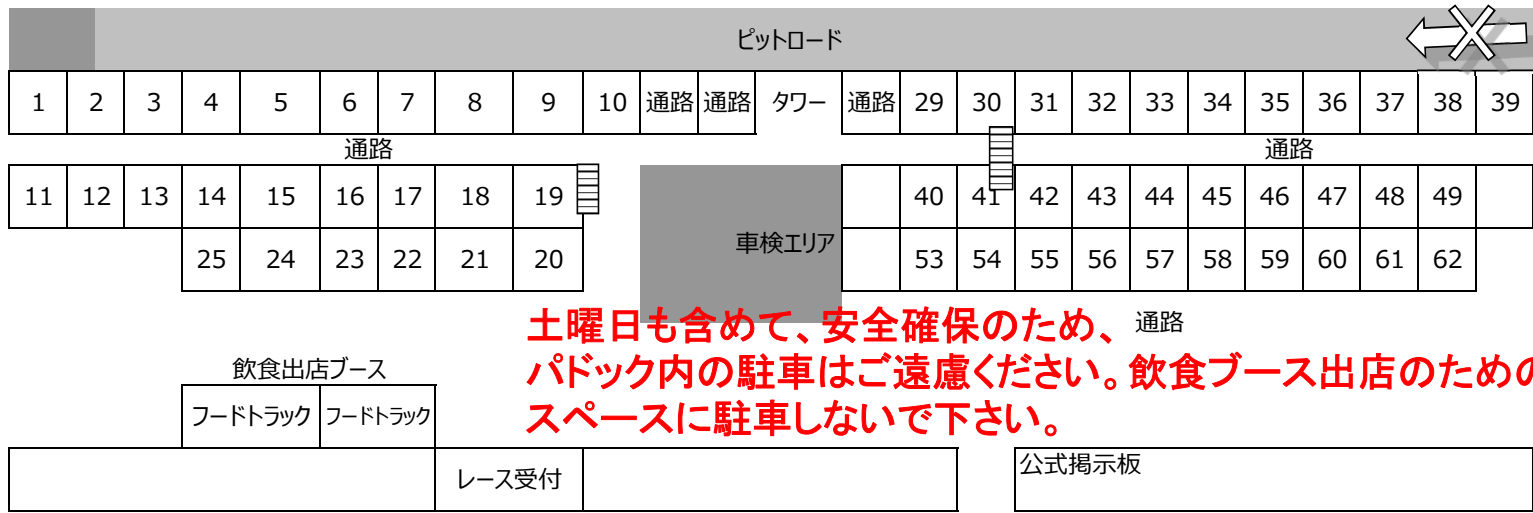 ピットロード
1 2 3 4 5 6 7 8 9 10 通路 通路 タワー 通路 29 30 31 32 33 34 35 36 37 38 39
通路 通路
11 12 13 14 15 16 17 18 19 40 41 42 43 44 45 46 47 48 49
車検エリア
25 24 23 22 21 20 53 54 55 56 57 58 59 60 61 62
土曜日も含めて、安全確保のため、 通路
飲食出店ブース
パドック内の駐車はご遠慮ください。飲食ブース出店のための
フードトラック フードトラック
スペースに駐車しないで下さい。
レース受付
公式掲示板